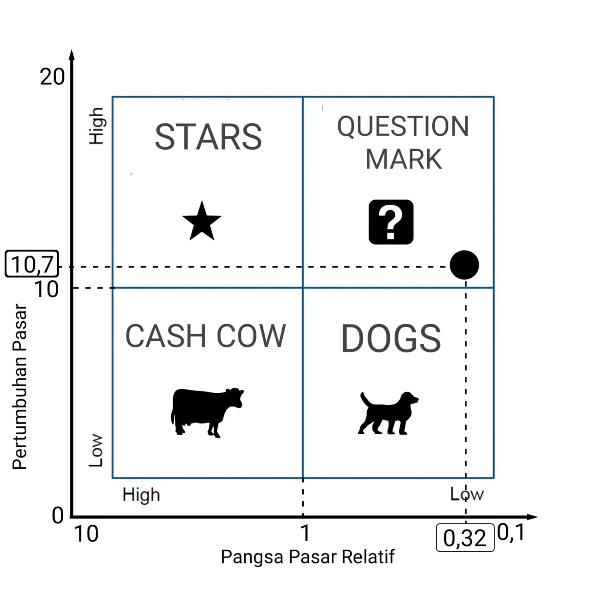 20
High
STARS
QUESTION
MARK
?
10,7
10
Pertumbuhan Pasar
CASH COW
DOGS
Low
High
Low
0
10
1
0,32
0,1
Pangsa Pasar Relatif